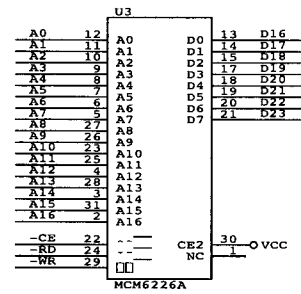 U3
A0 12 A0 D0 13 D16
A1 11 A1 D1 14 D17
A2 10 A2 D2 15 D18
A3 9 A3 D3 17 D19
A4 8 A4 D4 18 D20
A5 7 A5 D5 19 D21
A6 6 A6 D6 20 D22
A7 5 A7 D7 21 D23
A8 27 A8
A9 26 A9
A10 23 A10
A11 25 A11
A12 4 A12
A13 28 A13
A14 3 A14
A15 31 A15
A16 2 A16
-CE 22 CE2 30 VCC
-RD 24 NC 1
-WR 29
MCM6226A